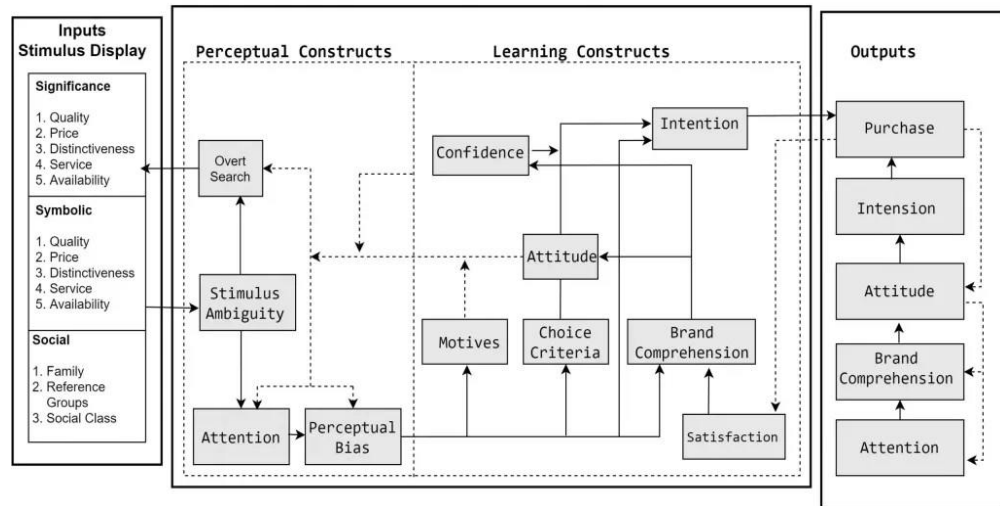 Inputs
Stimulus Display
Significance
1. Quality
2. Price
3. Distinctiveness
4. Service
5. Availability
Symbolic
1. Quality
2. Price
3. Distinctiveness
4. Service
5. Availability
Social
1. Family
2. Reference
Groups
3. Social Class
Perceptual Constructs
Overt
Search
Stimulus
Ambiguity
Attention
Perceptual
Bias
Learning Constructs
Confidence
Intention
Attitude
Motives
Choice
Criteria
Brand
Comprehension
Satisfaction
Outputs
Purchase
Intension
Attitude
Brand
Comprehension
Attention